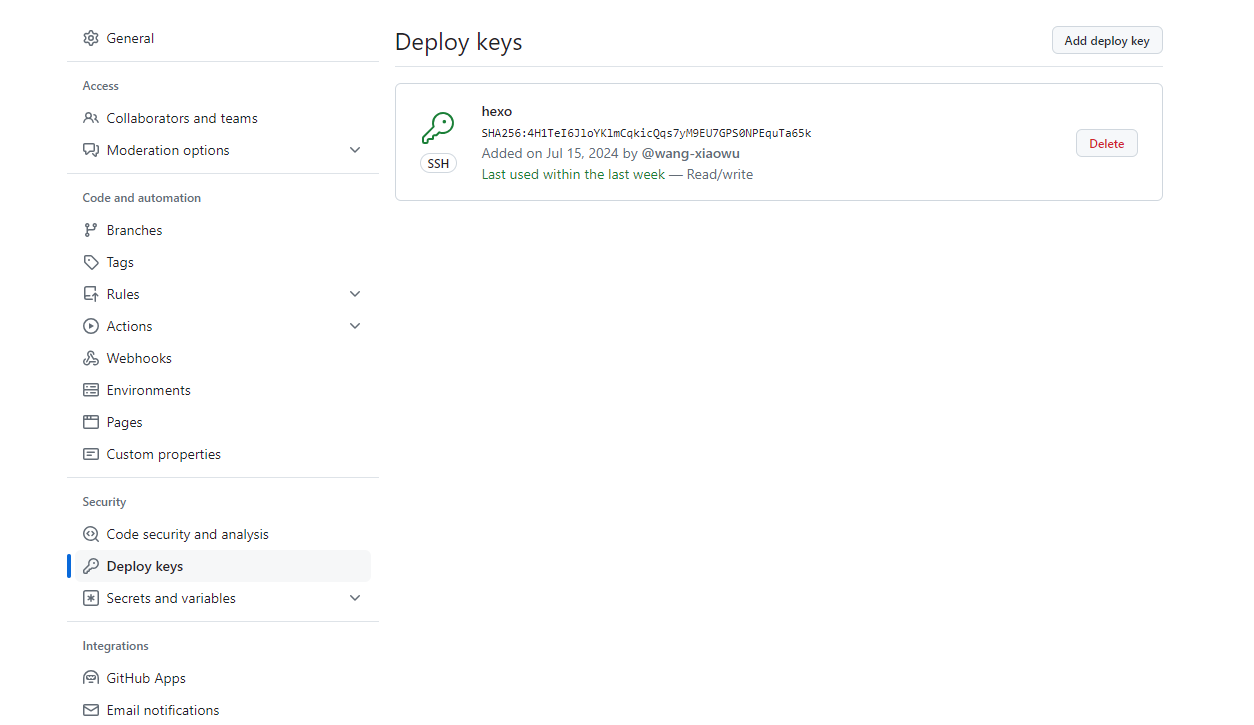 General
Access
Collaborators and teams
Moderation options
Code and automation
Branches
Tags
Rules
Actions
Webhooks
Environments
Pages
Custom properties
Security
Code security and analysis
Deploy keys
Secrets and variables
Integrations
GitHub Apps
Email notifications
Deploy keys
Add deploy key
SSH
hexo
SHA256:4H1TeI6JloYKlmCqkicQqs7yM9EU7GPS0NPEquTa65k
Added on Jul 15, 2024 by @wang-xiaowu
Last used within the last week — Read/write
Delete